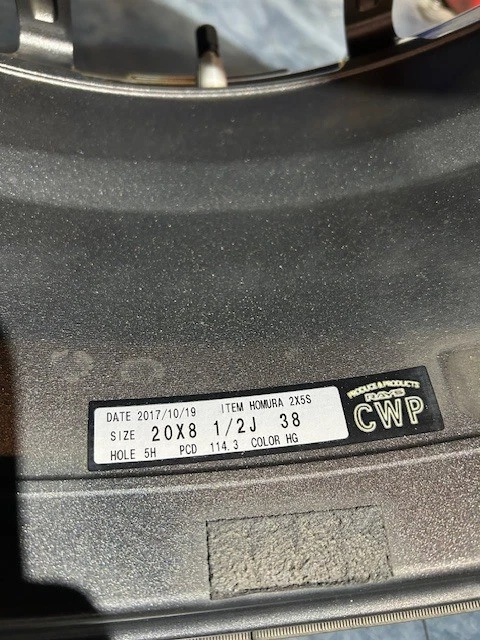 DATE 2017/10/19 ITEM HOMURA 2X5S
SIZE 20X8 1/2J 38
HOLE 5H PCD 114.3 COLOR HG
PRODUCE & PRODUCTS
RAYS
CWP